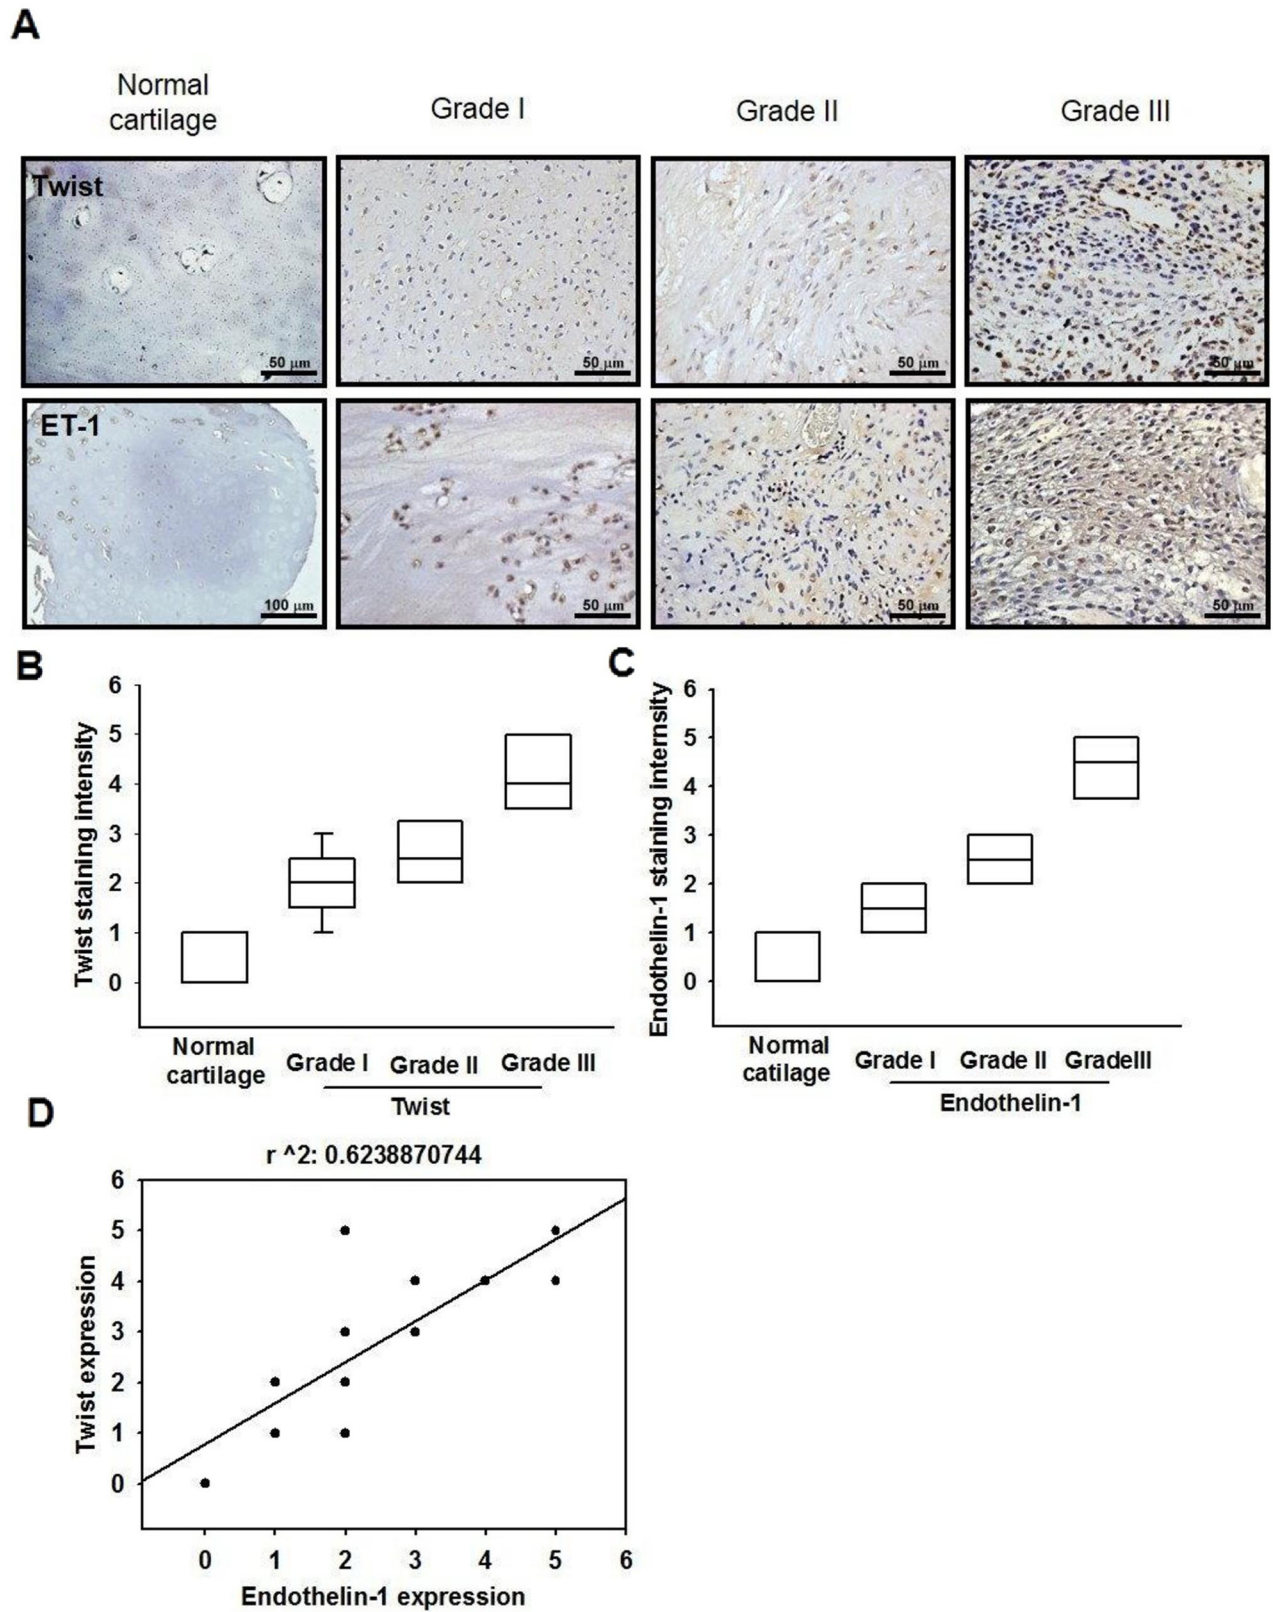 A
Normal
cartilage
Grade I
Grade II
Grade III
Twist
50 µm
50 µm
50 µm
50 µm
ET-1
100 µm
50 µm
50 µm
50 µm
B
Twist staining intensity
6
5
4
3
2
1
0
Normal
cartilage
Grade I
Grade II
Grade III
Twist
C
Endothelin-1 staining internsity
6
5
4
3
2
1
0
Normal
catilage
Grade I
Grade II
GradeIII
Endothelin-1
D
r ^2: 0.6238870744
Twist expression
6
5
4
3
2
1
0
0 1 2 3 4 5 6
Endothelin-1 expression